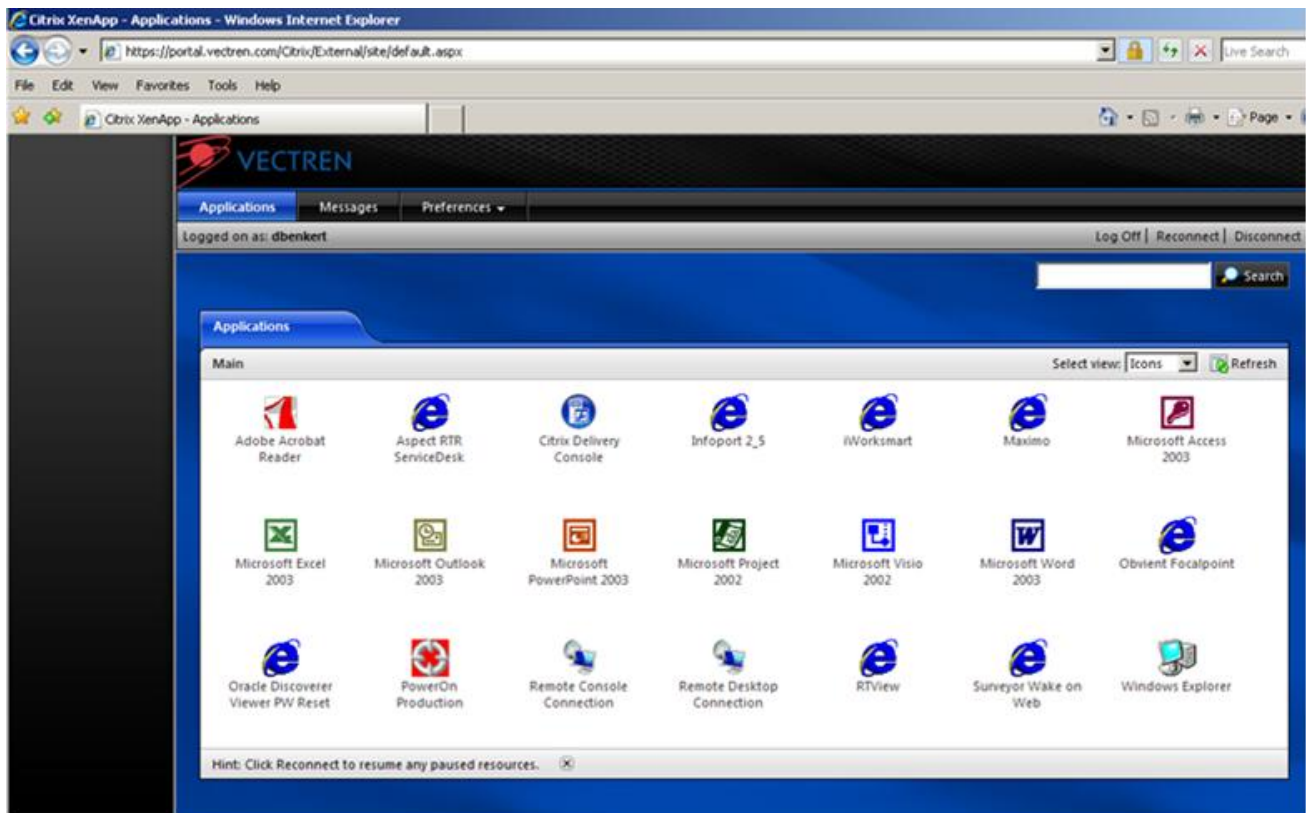 Citrix XenApp - Applications - Windows Internet Explorer
https://portal.vectren.com/Citrix/External/site/default.aspx
Live Search
File Edit View Favorites Tools Help
Citrix XenApp - Applications
Page
VECTREN
Applications Messages Preferences
Logged on as: dbenkert
Log Off | Reconnect | Disconnect
Search
Applications
Main
Select view: Icons Refresh
Adobe Acrobat Aspect RTR Citrix Delivery Infoport 2_5 iWorksmart Maximo Microsoft Access
Reader ServiceDesk Console 2003
Microsoft Excel Microsoft Outlook Microsoft Microsoft Project Microsoft Visio Microsoft Word Obvient Focalpoint
2003 2003 PowerPoint 2003 2002 2002 2003
Oracle Discoverer PowerOn Remote Console Remote Desktop RTView Surveyor Wake on Windows Explorer
Viewer PW Reset Production Connection Connection Web
Hint: Click Reconnect to resume any paused resources.